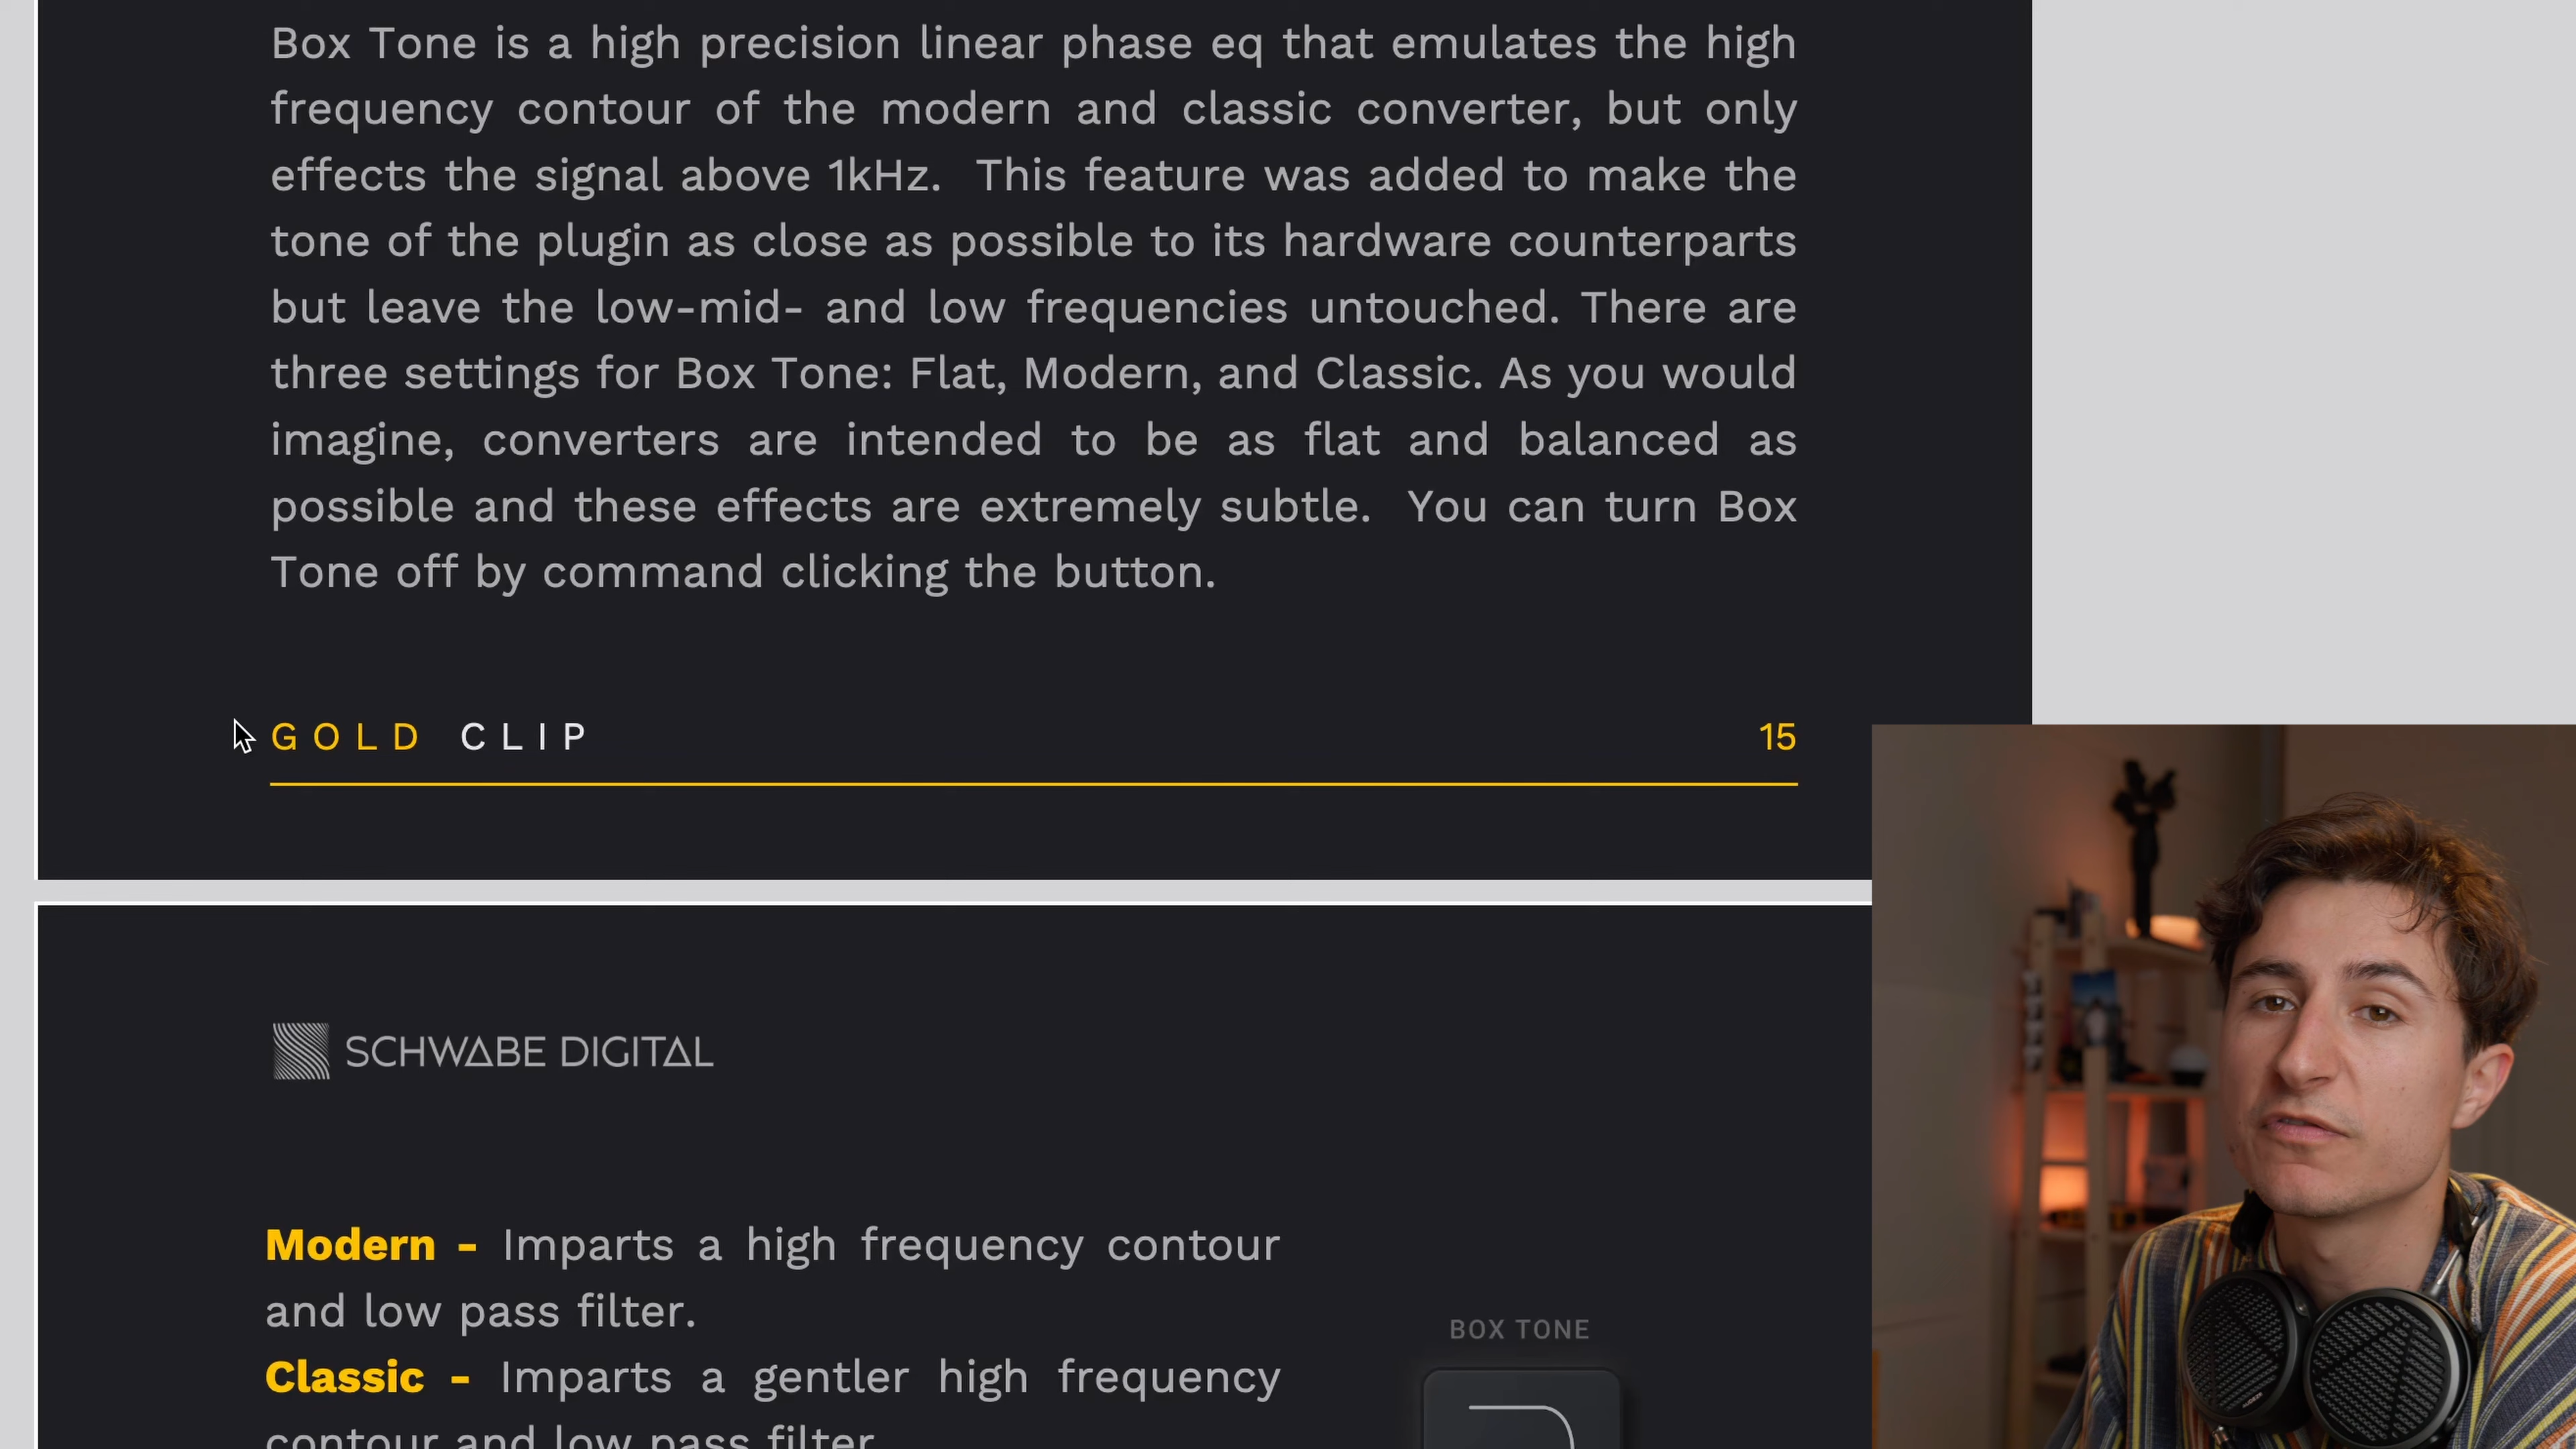 Box Tone is a high precision linear phase eq that emulates the high
frequency contour of the modern and classic converter, but only
effects the signal above 1kHz.  This feature was added to make the
tone of the plugin as close as possible to its hardware counterparts
but leave the low-mid- and low frequencies untouched. There are
three settings for Box Tone: Flat, Modern, and Classic. As you would
imagine, converters are intended to be as flat and balanced as
possible and these effects are extremely subtle.  You can turn Box
Tone off by command clicking the button.
GOLD CLIP 15
SCHWABE DIGITAL
Modern - Imparts a high frequency contour
and low pass filter.
Classic - Imparts a gentler high frequency
contour and low pass filter
BOX TONE